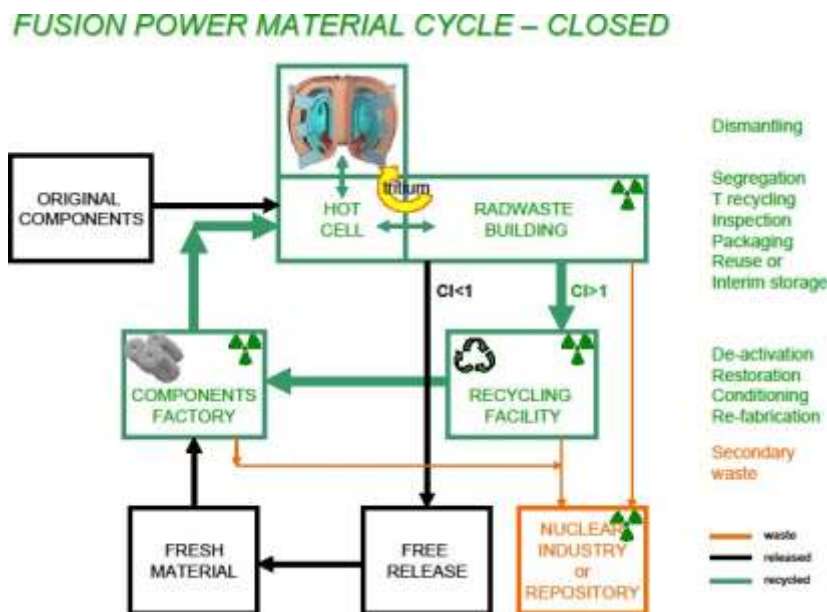 FUSION POWER MATERIAL CYCLE – CLOSED
Dismantling
tritium
ORIGINAL
COMPONENTS
HOT
CELL
RADWASTE
BUILDING
Segregation
T recycling
Inspection
Packaging
Reuse or
Interim storage
CI<1
CI>1
COMPONENTS
FACTORY
RECYCLING
FACILITY
De-activation
Restoration
Conditioning
Re-fabrication
Secondary
waste
FRESH
MATERIAL
FREE
RELEASE
NUCLEAR
INDUSTRY
or
REPOSITORY
waste
released
recycled